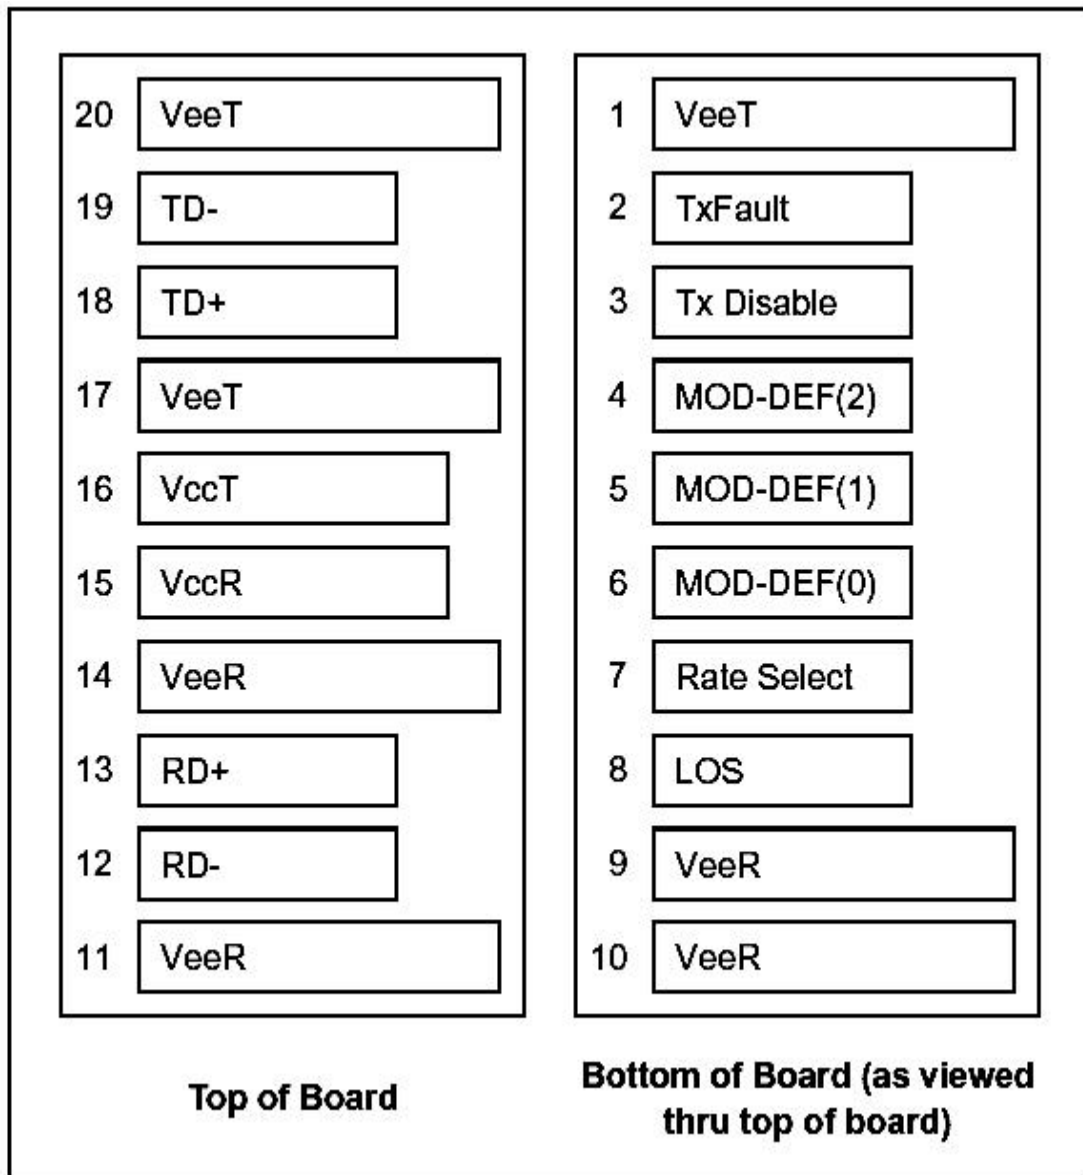 20 VeeT
19 TD-
18 TD+
17 VeeT
16 VccT
15 VccR
14 VeeR
13 RD+
12 RD-
11 VeeR
Top of Board
1 VeeT
2 TxFault
3 Tx Disable
4 MOD-DEF(2)
5 MOD-DEF(1)
6 MOD-DEF(0)
7 Rate Select
8 LOS
9 VeeR
10 VeeR
Bottom of Board (as viewed
thru top of board)